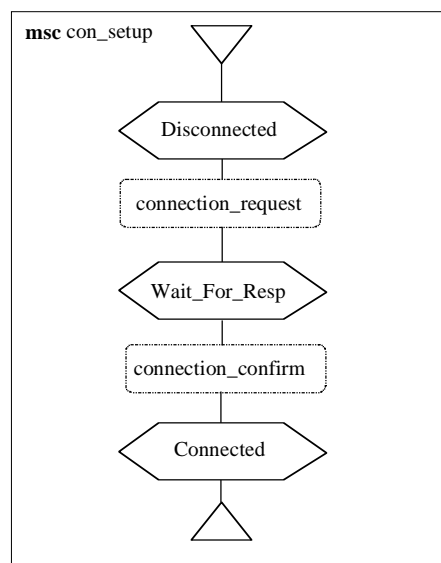 msc con_setup
Disconnected
connection_request
Wait_For_Resp
connection_confirm
Connected